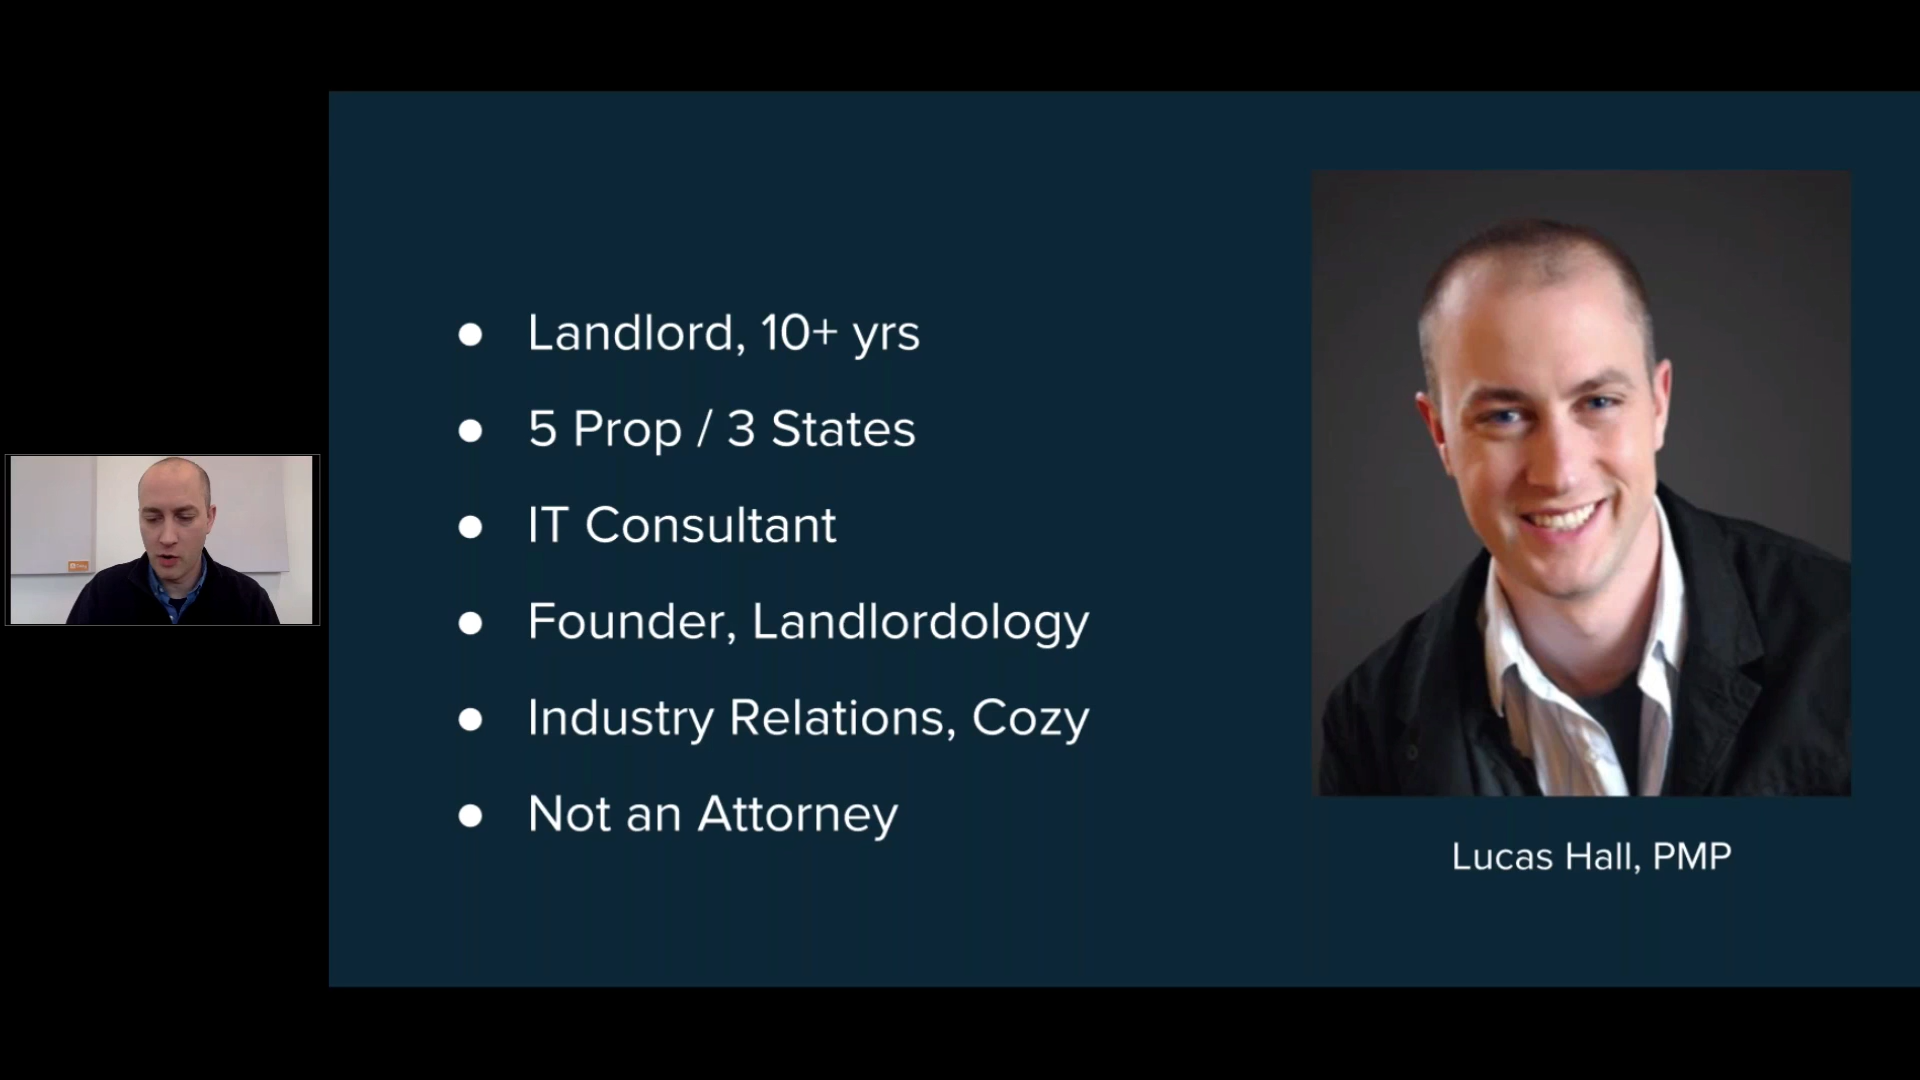 ● Landlord, 10+ yrs
● 5 Prop / 3 States
● IT Consultant
● Founder, Landlordology
● Industry Relations, Cozy
● Not an Attorney
Lucas Hall, PMP